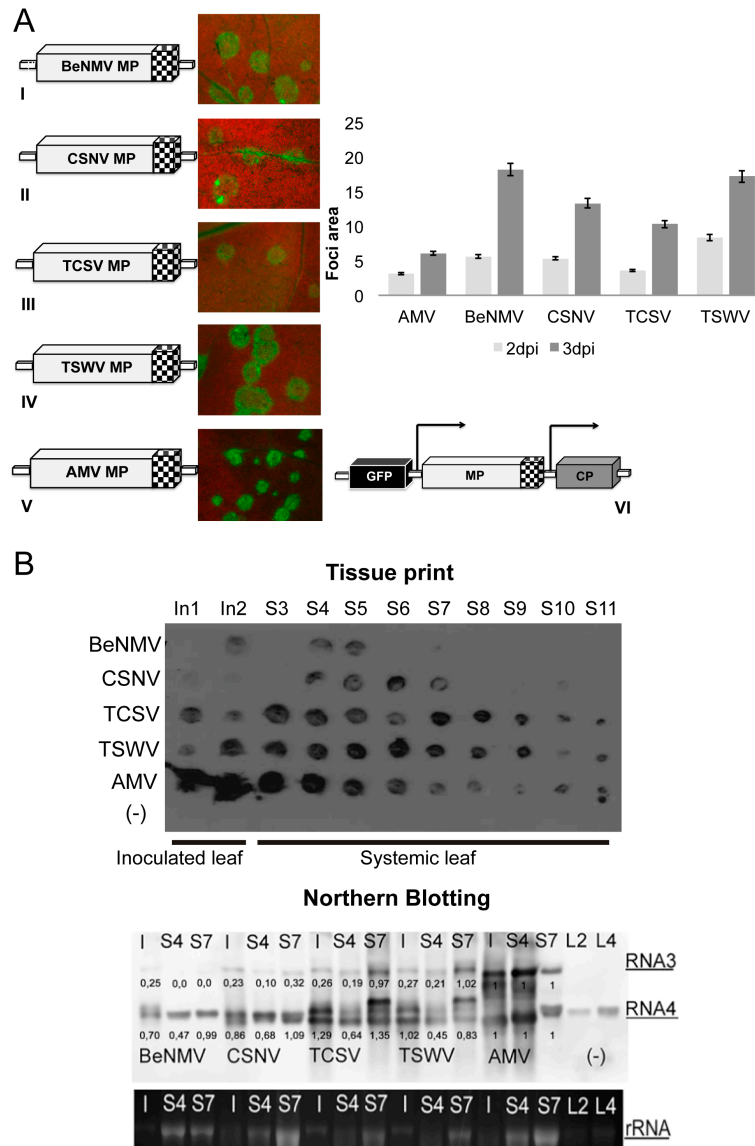 A
BeNMV MP
I
CSNV MP
II
TCSV MP
III
TSWV MP
IV
AMV MP
V
25
20
15
10
5
0
Foci area
AMV BeNMV CSNV TCSV TSWV
2dpi 3dpi
GFP MP CP
VI
B
Tissue print
In1 In2 S3 S4 S5 S6 S7 S8 S9 S10 S11
BeNMV
CSNV
TCSV
TSWV
AMV
(-)
Inoculated leaf Systemic leaf
Northern Blotting
I S4 S7 I S4 S7 I S4 S7 I S4 S7 I S4 S7 L2 L4
RNA3
0,25 0,0 0,0 0,23 0,10 0,32 0,26 0,19 0,97 0,27 0,21 1,02 1 1 1
RNA4
0,70 0,47 0,99 0,86 0,68 1,09 1,29 0,64 1,35 1,02 0,45 0,83 1 1 1
BeNMV CSNV TCSV TSWV AMV (-)
I S4 S7 I S4 S7 I S4 S7 I S4 S7 I S4 S7 L2 L4
rRNA